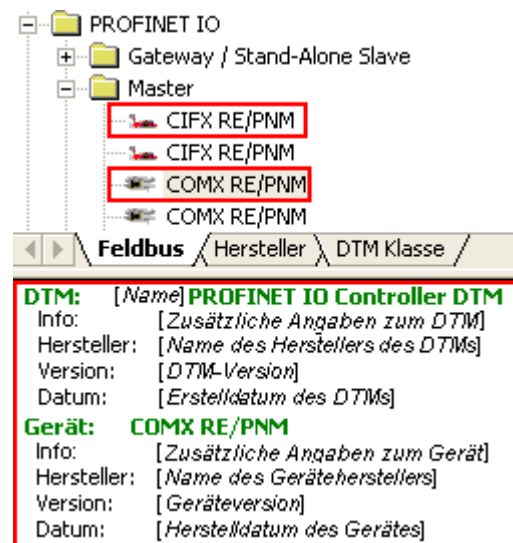 PROFINET IO
Gateway / Stand-Alone Slave
Master
CIFX RE/PNM
CIFX RE/PNM
COMX RE/PNM
COMX RE/PNM
Feldbus Hersteller DTM Klasse
DTM: [Name] PROFINET IO Controller DTM
Info: [Zusätzliche Angaben zum DTM]
Hersteller: [Name des Herstellers des DTMs]
Version: [DTM-Version]
Datum: [Erstelldatum des DTMs]
Gerät: COMX RE/PNM
Info: [Zusätzliche Angaben zum Gerät]
Hersteller: [Name des Geräteherstellers]
Version: [Geräteversion]
Datum: [Herstelldatum des Gerätes]